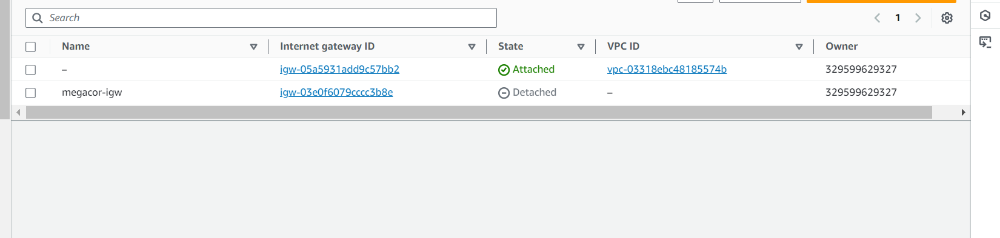 Search
1
Name Internet gateway ID State VPC ID Owner
– igw-05a5931add9c57bb2 Attached vpc-03318ebc48185574b 329599629327
megacor-igw igw-03e0f6079cccc3b8e Detached – 329599629327